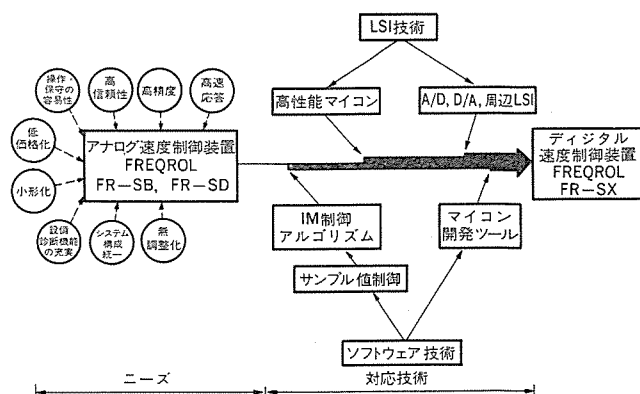 LSI技術
操作・
保守の
容易性
高
信頼性
高精度
高速
応答
高性能マイコン
A/D, D/A, 周辺LSI
低
価格化
アナログ速度制御装置
FREQROL
FR-SB, FR-SD
ディジタル
速度制御装置
FREQROL
FR-SX
小形化
設備
診断機能
の充実
システム
構成
統一
無
調整化
IM制御
アルゴリズム
マイコン
開発ツール
サンプル値制御
ソフトウェア技術
ニーズ
対応技術